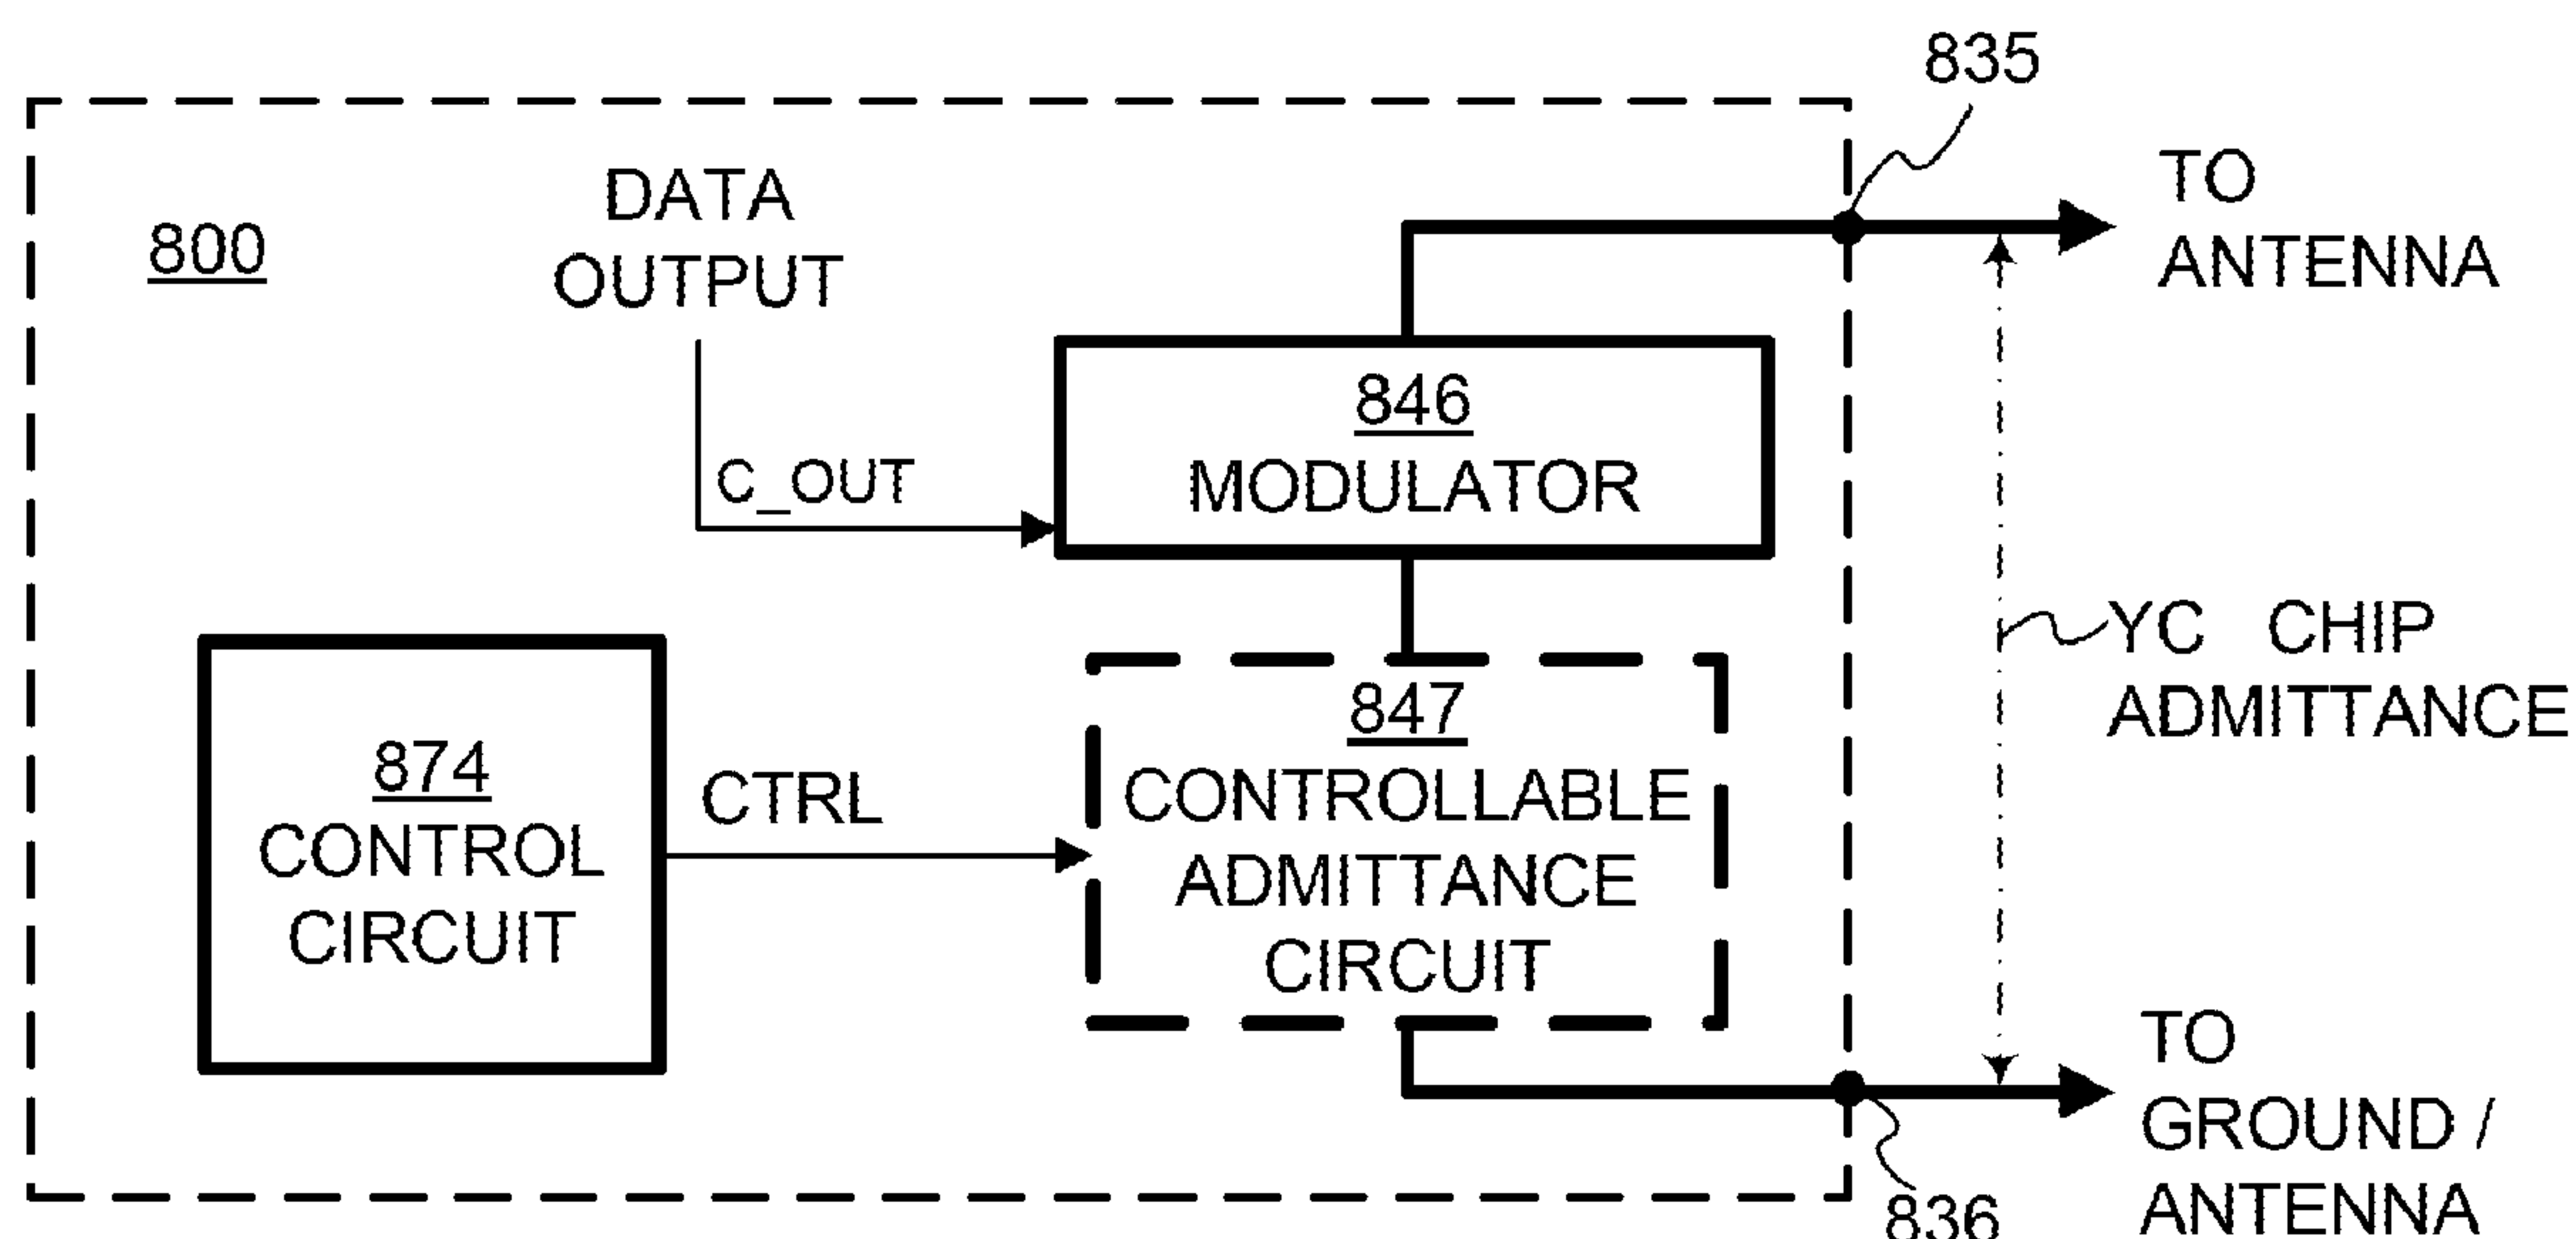 835
TO
ANTENNA
800
DATA
OUTPUT
846
MODULATOR
C_OUT
YC CHIP
ADMITTANCE
847
CONTROLLABLE
ADMITTANCE
CIRCUIT
874
CONTROL
CIRCUIT
CTRL
TO
GROUND /
ANTENNA
836